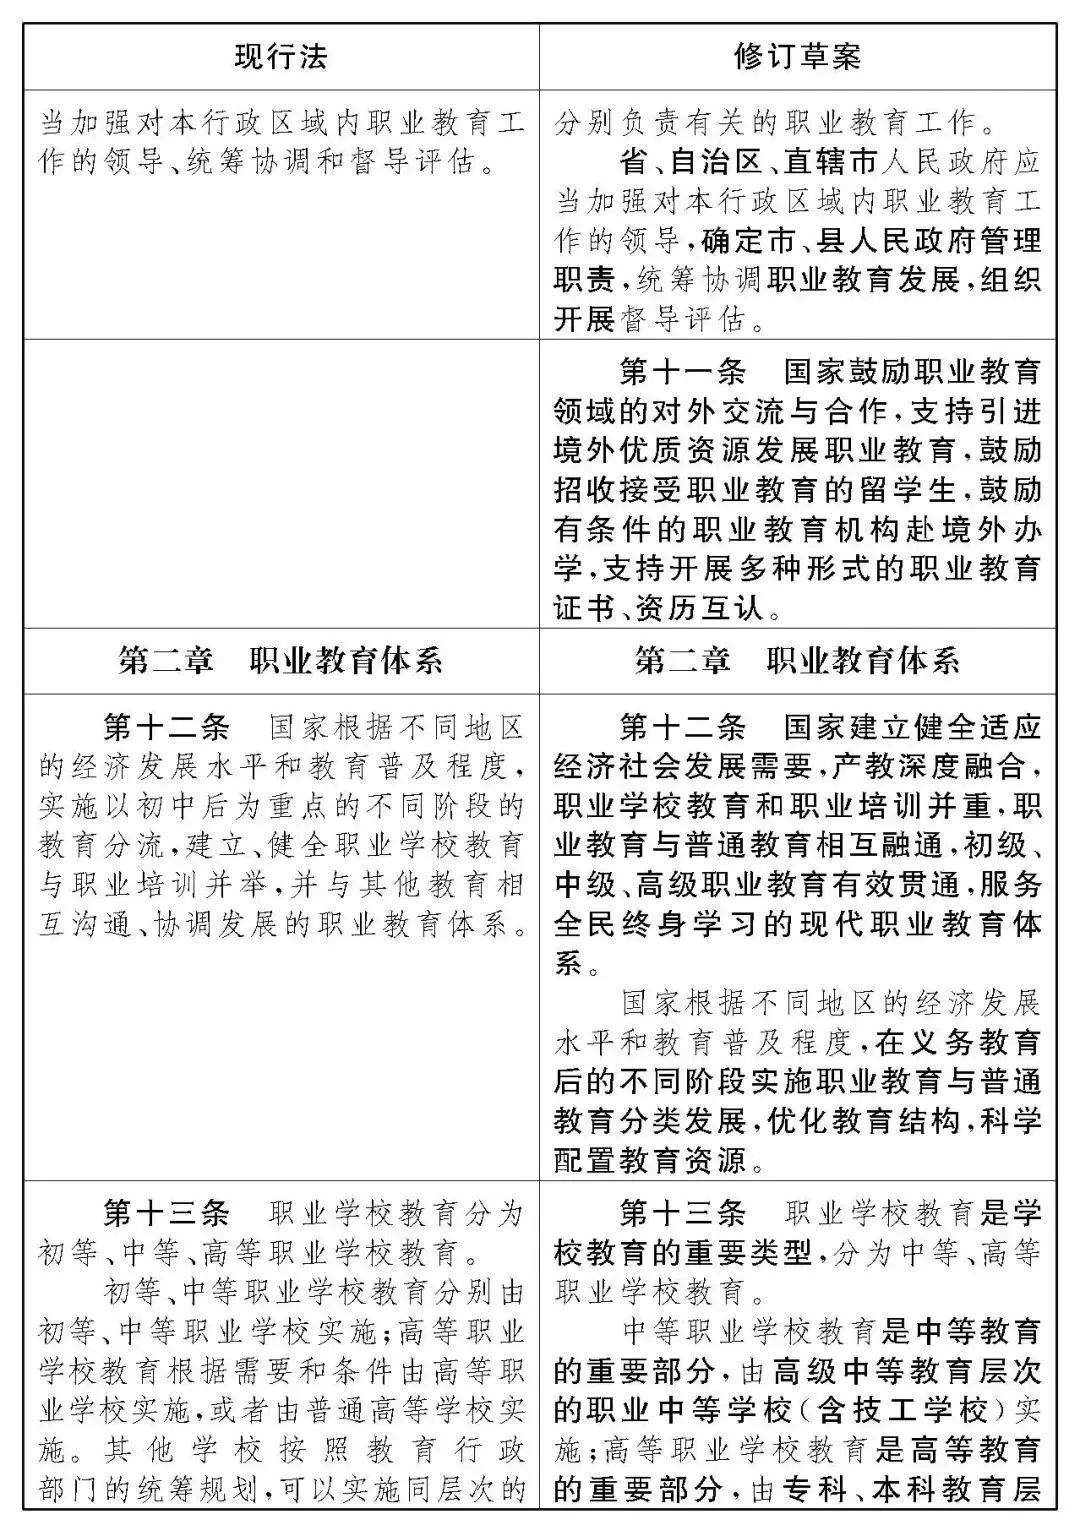 现行法
修订草案
当加强对本行政区域内职业教育工
作的领导、统筹协调和督导评估。
分别负责有关的职业教育工作。
省、自治区、直辖市人民政府应
当加强对本行政区域内职业教育工
作的领导,确定市、县人民政府管理
职责,统筹协调职业教育发展,组织
开展督导评估。
第十一条 国家鼓励职业教育
领域的对外交流与合作,支持引进
境外优质资源发展职业教育,鼓励
招收接受职业教育的留学生,鼓励
有条件的职业教育机构赴境外办
学,支持开展多种形式的职业教育
证书、资历互认。
第二章 职业教育体系
第二章 职业教育体系
第十二条 国家根据不同地区
的经济发展水平和教育普及程度,
实施以初中后为重点的不同阶段的
教育分流,建立、健全职业学校教育
与职业培训并举,并与其他教育相
互沟通、协调发展的职业教育体系。
第十二条 国家建立健全适应
经济社会发展需要,产教深度融合,
职业学校教育和职业培训并重,职
业教育与普通教育相互融通,初级、
中级、高级职业教育有效贯通,服务
全民终身学习的现代职业教育体
系。
国家根据不同地区的经济发展
水平和教育普及程度,在义务教育
后的不同阶段实施职业教育与普通
教育分类发展,优化教育结构,科学
配置教育资源。
第十三条 职业学校教育分为
初等、中等、高等职业学校教育。
初等、中等职业学校教育分别由
初等、中等职业学校实施;高等职业
学校教育根据需要和条件由高等职
业学校实施,或者由普通高等学校实
施。其他学校按照教育行政
部门的统筹规划,可以实施同层次的
第十三条 职业学校教育是学
校教育的重要类型,分为中等、高等
职业学校教育。
中等职业学校教育是中等教育
的重要部分,由高级中等教育层次
的职业中等学校(含技工学校)实
施;高等职业学校教育是高等教育
的重要部分,由专科、本科教育层